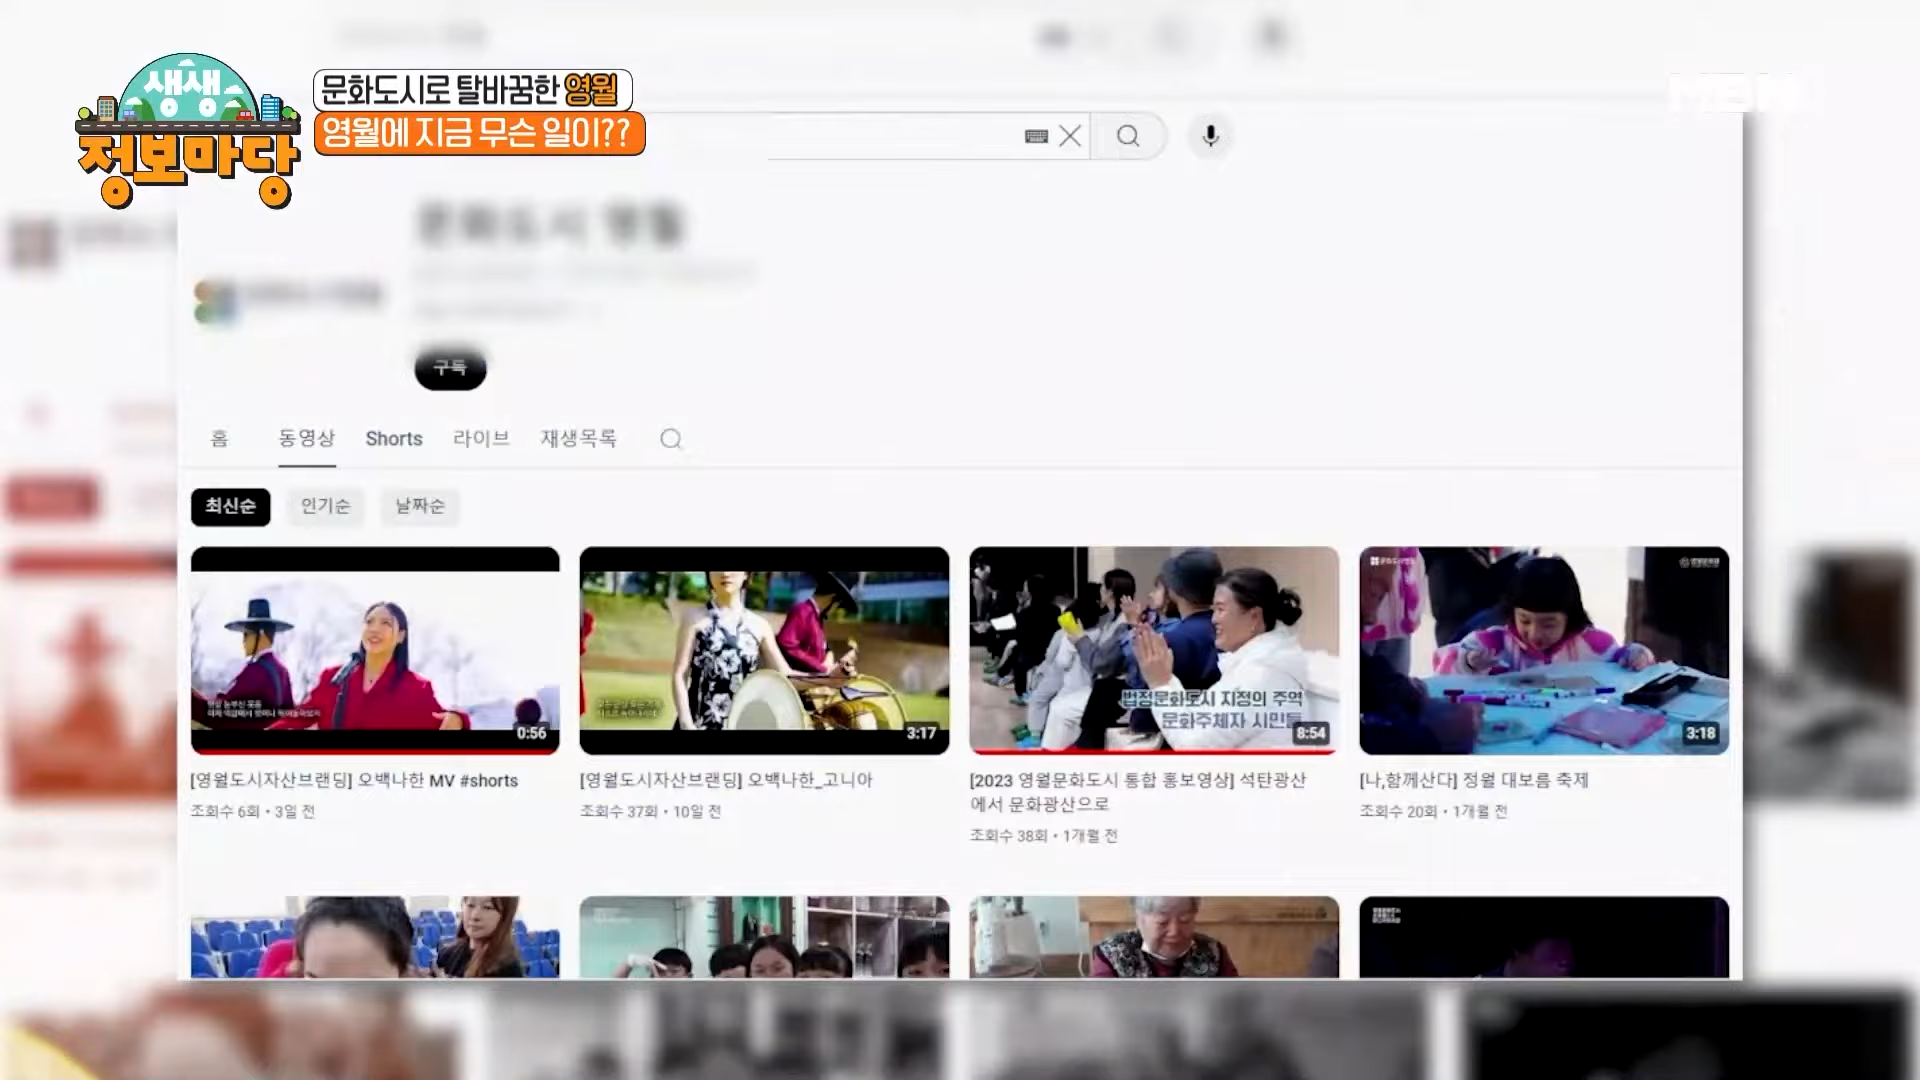 생생
정보마당
문화도시로 탈바꿈한 영월
영월에 지금 무슨 일이??
MBN
문화도시 영월
구독
홈
동영상
Shorts
라이브
재생목록
최신순
인기순
날짜순
0:56
3:17
법정문화도시 지정의 주역
문화주체자 시민들
8:54
3:18
[영월도시자산브랜딩] 오백나한 MV #shorts
조회수 6회 • 3일 전
[영월도시자산브랜딩] 오백나한_고니아
조회수 37회 • 10일 전
[2023 영월문화도시 통합 홍보영상] 석탄광산
에서 문화광산으로
조회수 38회 • 1개월 전
[나,함께산다] 정월 대보름 축제
조회수 20회 • 1개월 전